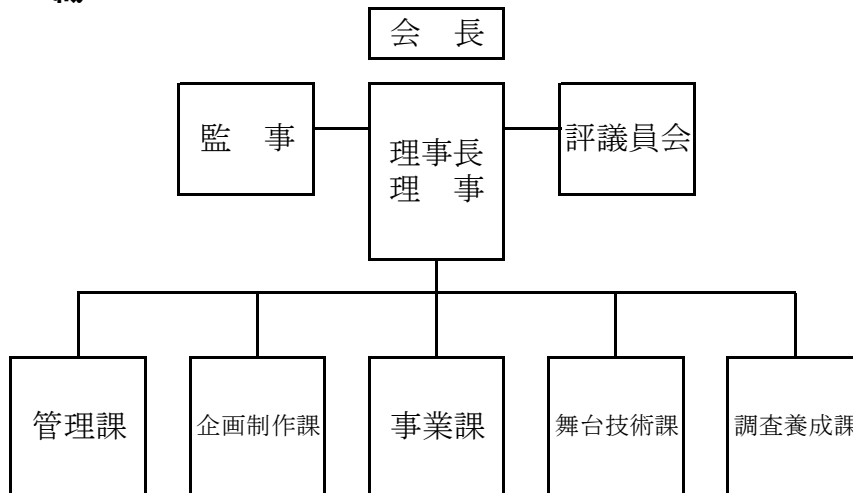 会　長
監　事
理事長
理　事
評議員会
管理課
企画制作課
事業課
舞台技術課
調査養成課